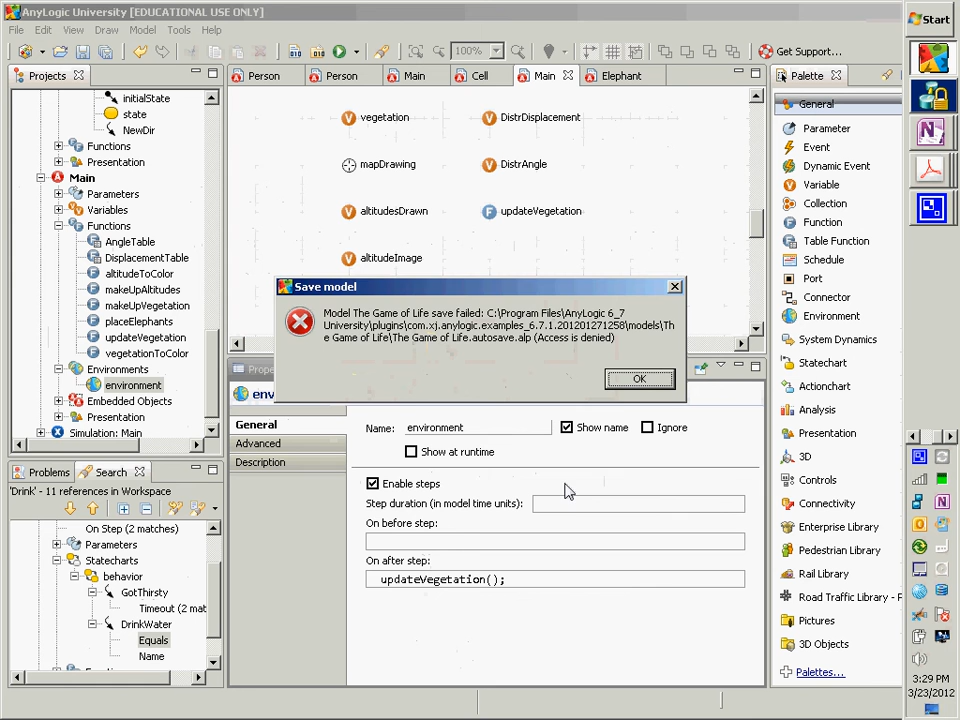 AnyLogic University [EDUCATIONAL USE ONLY]
File Edit View Draw Model Tools Help
100% Get Support...
Projects
initialState
state
NewDir
Functions
Presentation
Main
Parameters
Variables
Functions
AngleTable
DisplacementTable
altitudeToColor
makeUpAltitudes
makeUpVegetation
placeElephants
updateVegetation
vegetationToColor
Environments
environment
Embedded Objects
Presentation
Simulation: Main
Problems Search
'Drink' - 11 references in Workspace
On Step (2 matches)
Parameters
Statecharts
behavior
GotThirsty
Timeout (2 mat
DrinkWater
Equals
Name
Person Person Main Cell Main Elephant
vegetation DistrDisplacement
mapDrawing DistrAngle
altitudesDrawn updateVegetation
altitudeImage
Save model
Model The Game of Life save failed: C:\Program Files\AnyLogic 6_7
University\plugins\com.xj.anylogic.examples_6.7.1.201201271258\models\Th
e Game of Life\The Game of Life.autosave.alp (Access is denied)
OK
General
Advanced
Description
Name: environment Show name Ignore
Show at runtime
Enable steps
Step duration (in model time units):
On before step:
On after step:
updateVegetation();
Palette
General
Parameter
Event
Dynamic Event
Variable
Collection
Function
Table Function
Schedule
Port
Connector
Environment
System Dynamics
Statechart
Actionchart
Analysis
Presentation
3D
Controls
Connectivity
Enterprise Library
Pedestrian Library
Rail Library
Road Traffic Library - P
Pictures
3D Objects
Palettes...
Start
3:29 PM
3/23/2012